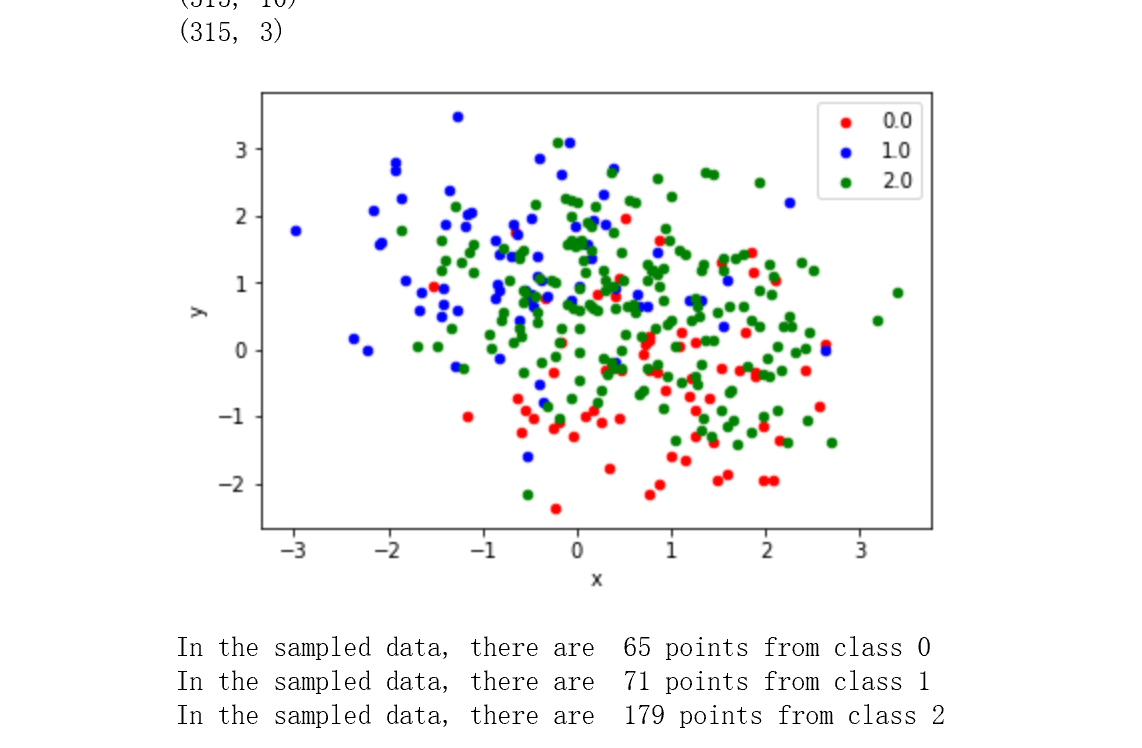 (315, 10)
(315, 3)
0.0
1.0
2.0
3
2
1
0
−1
−2
y
−3 −2 −1 0 1 2 3
x
In the sampled data, there are  65 points from class 0
In the sampled data, there are  71 points from class 1
In the sampled data, there are  179 points from class 2